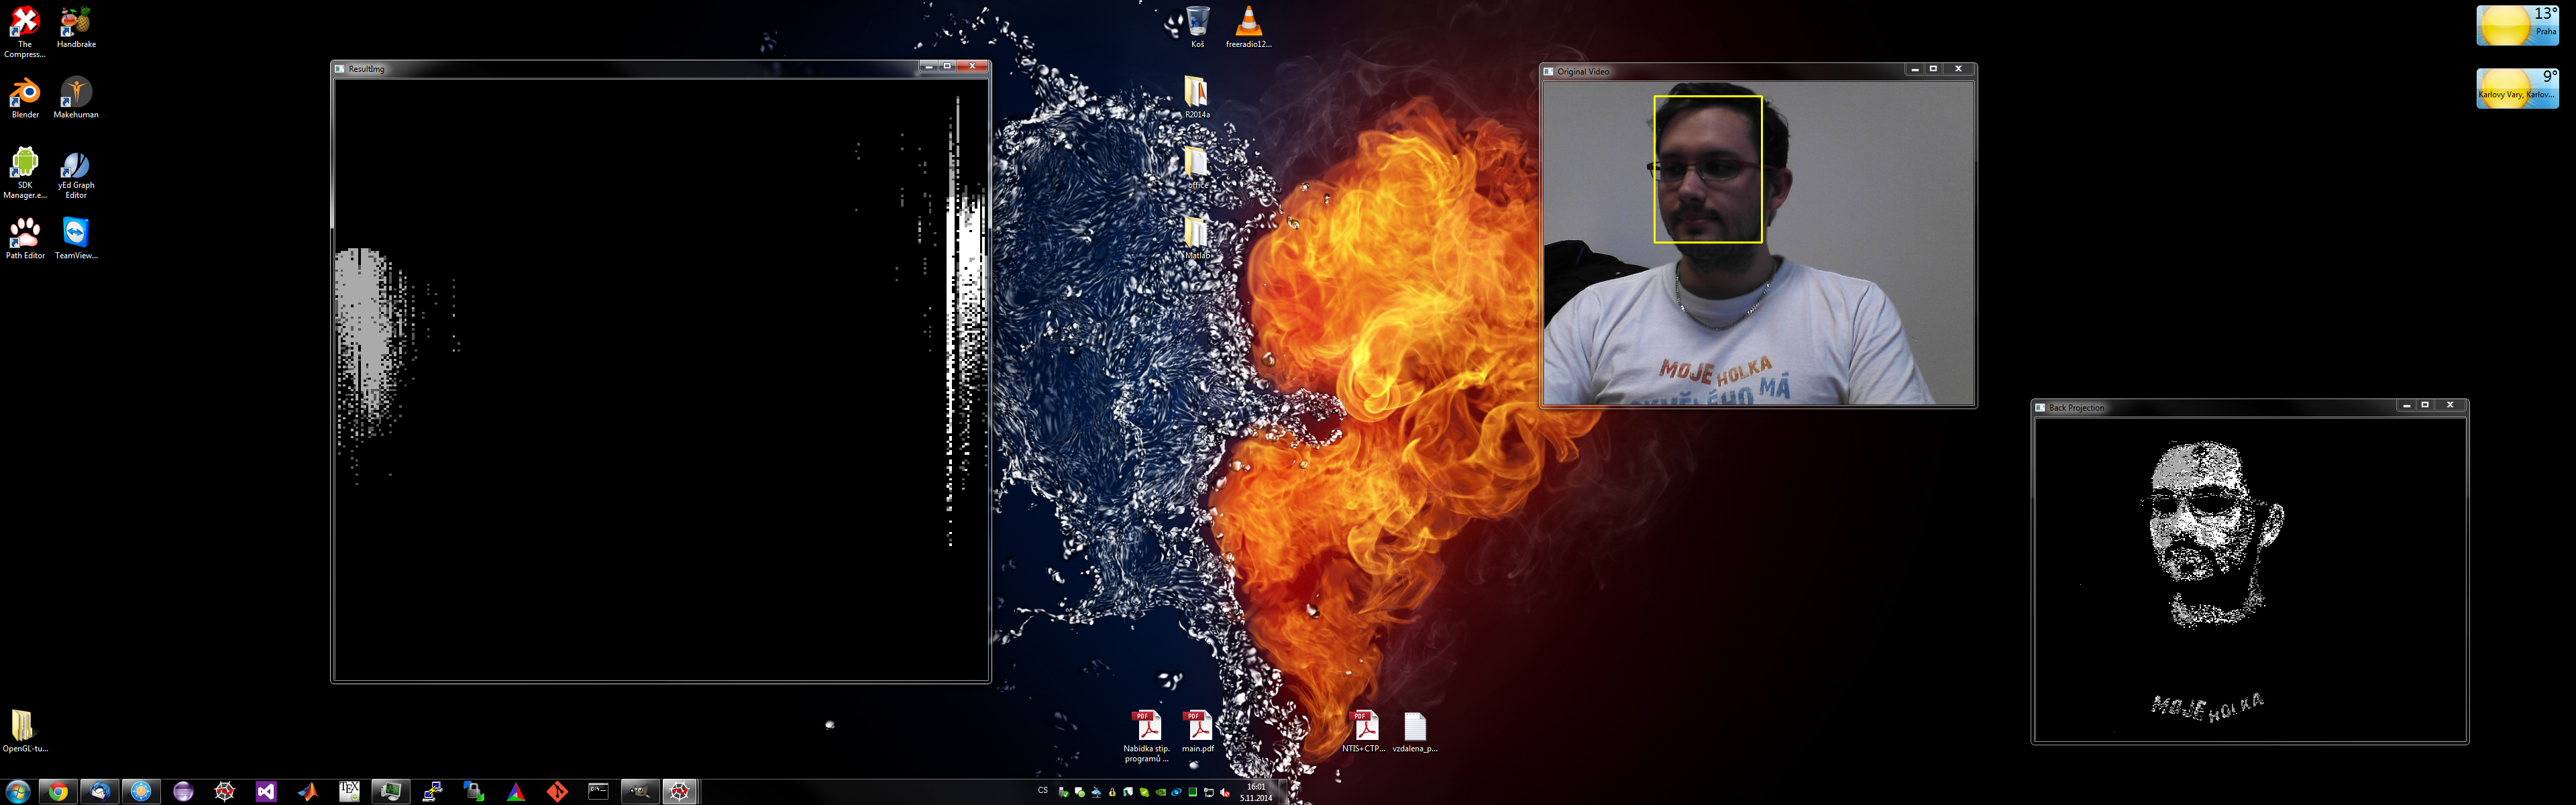 The
Compress...
Handbrake
Blender
Makehuman
SDK
Manager.e...
yEd Graph
Editor
Path Editor
TeamView...
OpenGL-tu...
ResultImg
Koš
freeradio12...
R2014a
office
Matlab
Original Video
MOJE HOLKA
MÁ
13°
Praha
9°
Karlovy Vary, Karlov...
Back Projection
MOJE HOLKA
PDF
Nabídka stip.
programů ...
PDF
main.pdf
PDF
NTIS+CTP...
vzdalena_p...
TEX
CS
16:01
5.11.2014